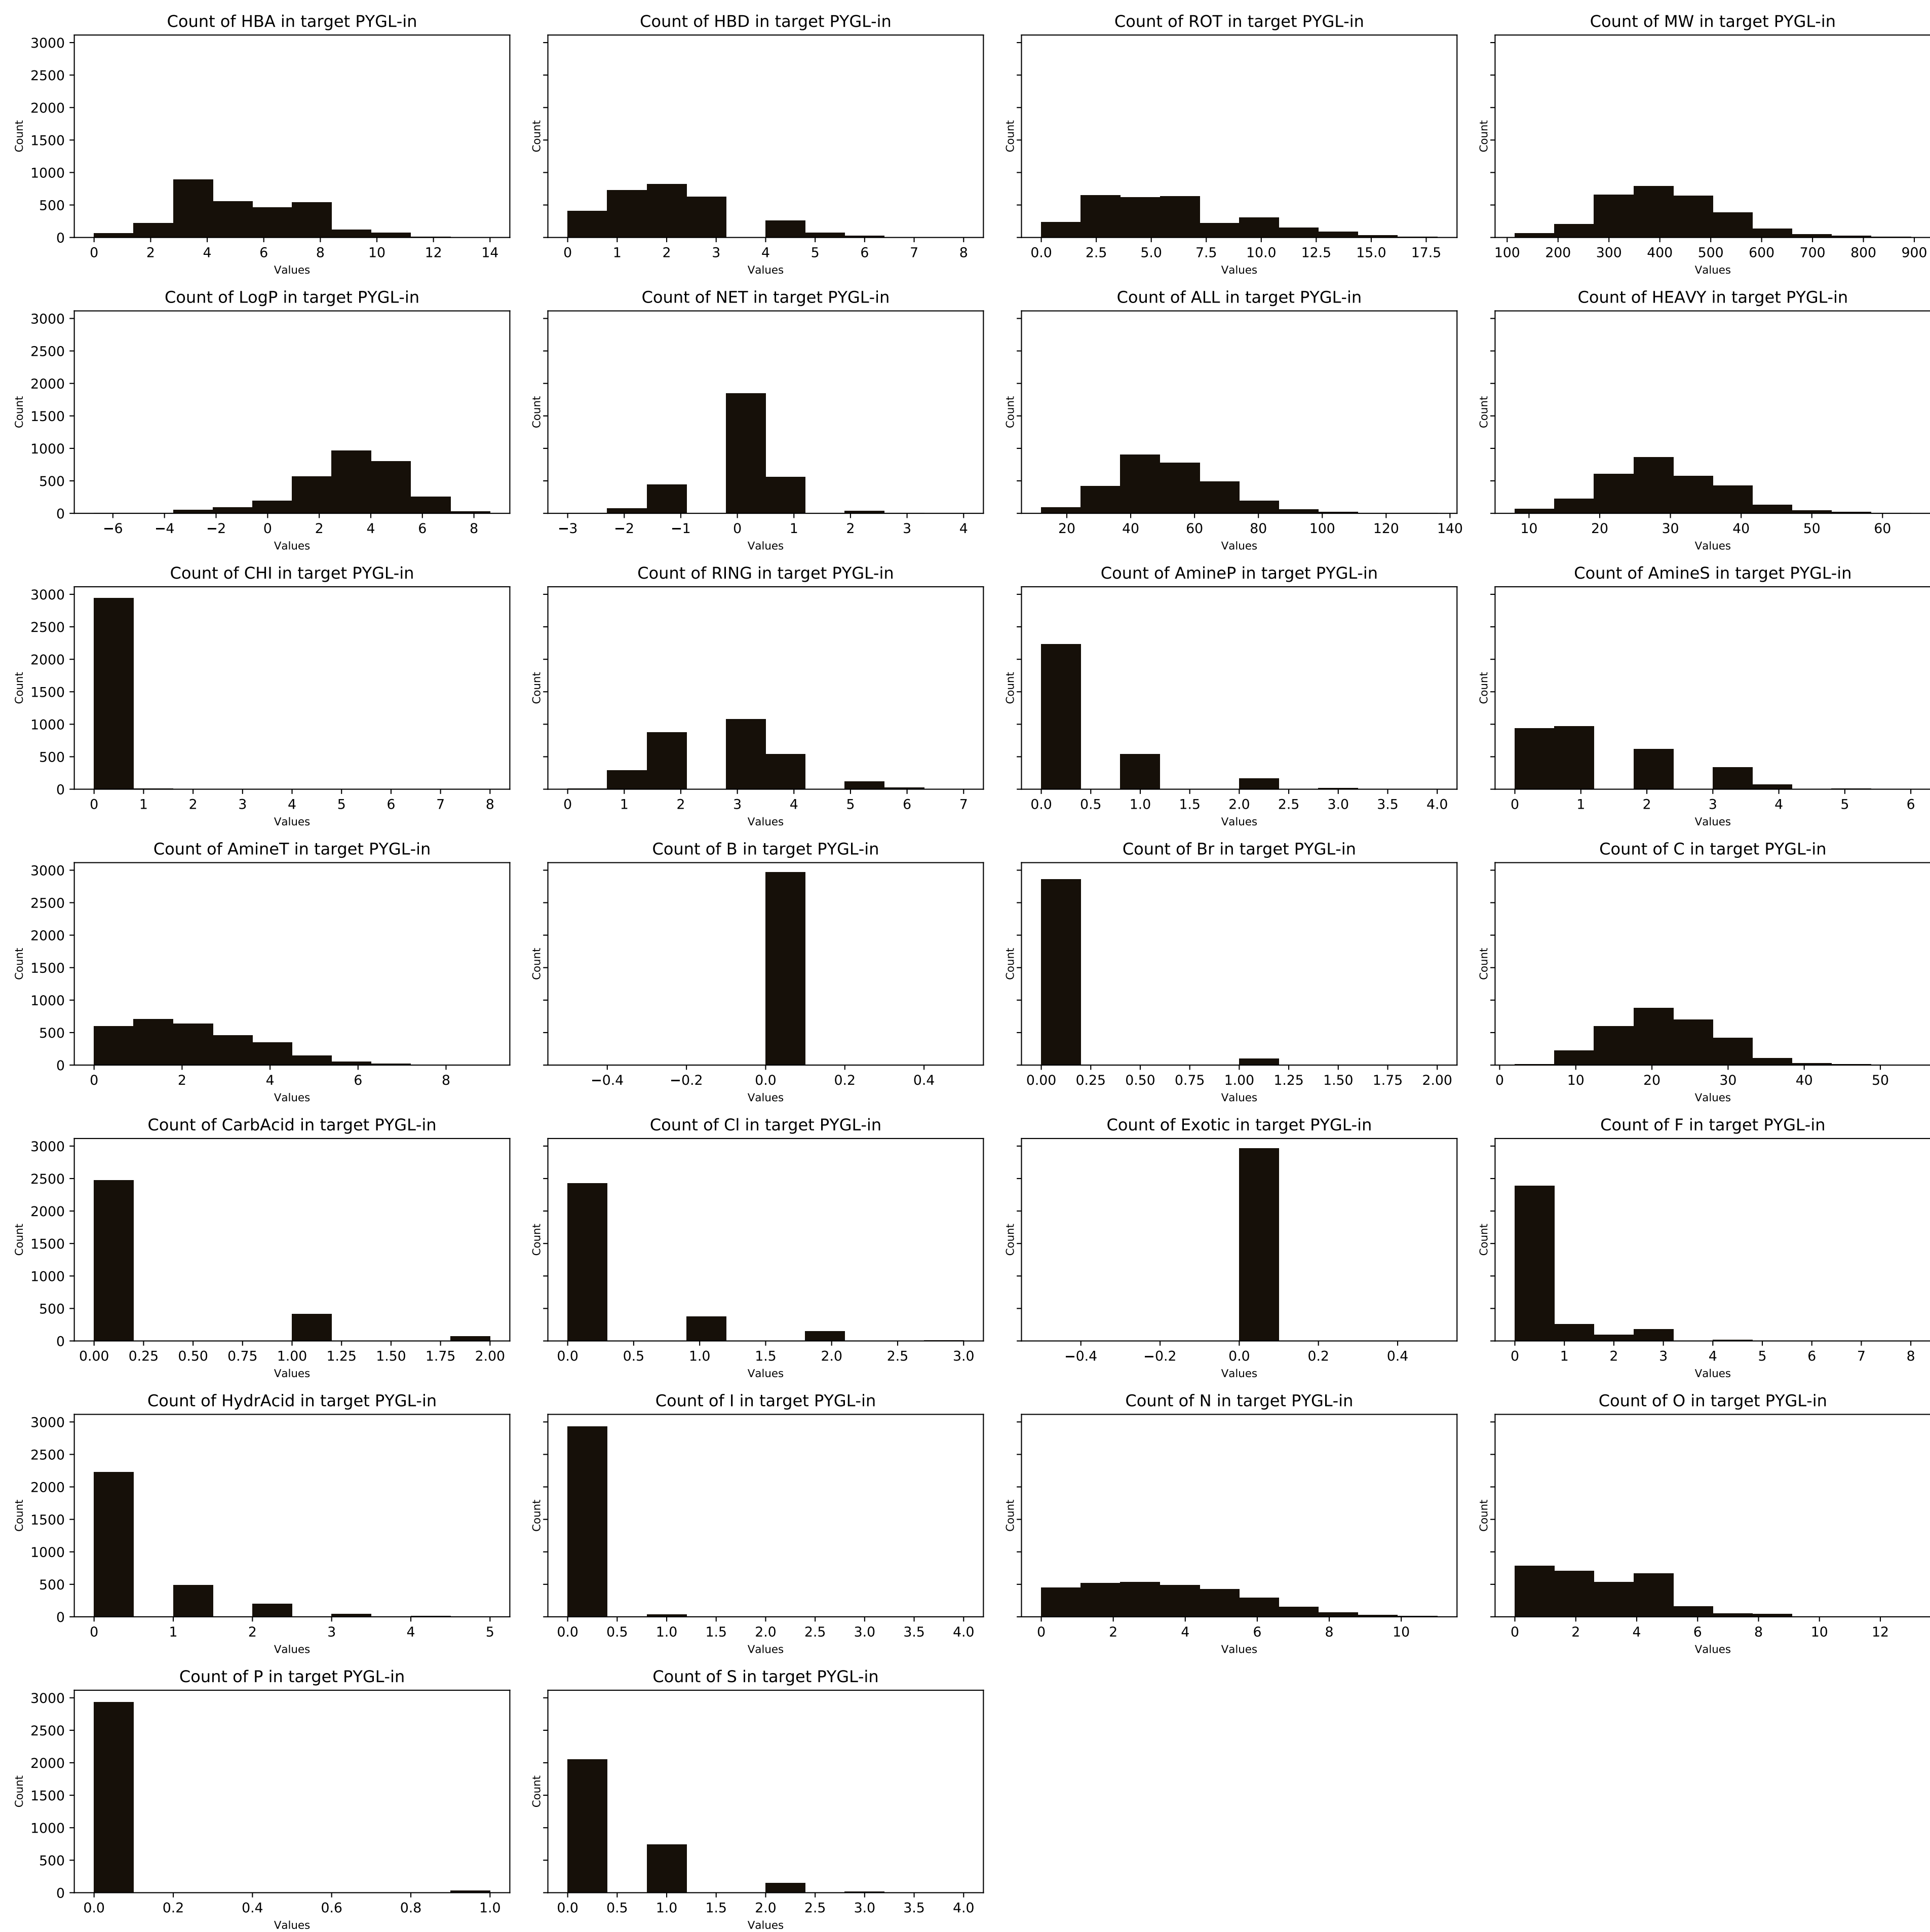 Count of HBA in target PYGL-in
Count of HBD in target PYGL-in
Count of ROT in target PYGL-in
Count of MW in target PYGL-in
3000
2500
2000
1500
1000
500
0
Count
Count
Count
Count
0 2 4 6 8 10 12 14
0 1 2 3 4 5 6 7 8
0.0 2.5 5.0 7.5 10.0 12.5 15.0 17.5
100 200 300 400 500 600 700 800 900
Values
Values
Values
Values
Count of LogP in target PYGL-in
Count of NET in target PYGL-in
Count of ALL in target PYGL-in
Count of HEAVY in target PYGL-in
3000
2500
2000
1500
1000
500
0
Count
Count
Count
Count
−6 −4 −2 0 2 4 6 8
−3 −2 −1 0 1 2 3 4
20 40 60 80 100 120 140
10 20 30 40 50 60
Values
Values
Values
Values
Count of CHI in target PYGL-in
Count of RING in target PYGL-in
Count of AmineP in target PYGL-in
Count of AmineS in target PYGL-in
3000
2500
2000
1500
1000
500
0
Count
Count
Count
Count
0 1 2 3 4 5 6 7 8
0 1 2 3 4 5 6 7
0.0 0.5 1.0 1.5 2.0 2.5 3.0 3.5 4.0
0 1 2 3 4 5 6
Values
Values
Values
Values
Count of AmineT in target PYGL-in
Count of B in target PYGL-in
Count of Br in target PYGL-in
Count of C in target PYGL-in
3000
2500
2000
1500
1000
500
0
Count
Count
Count
Count
0 2 4 6 8
−0.4 −0.2 0.0 0.2 0.4
0.00 0.25 0.50 0.75 1.00 1.25 1.50 1.75 2.00
0 10 20 30 40 50
Values
Values
Values
Values
Count of CarbAcid in target PYGL-in
Count of Cl in target PYGL-in
Count of Exotic in target PYGL-in
Count of F in target PYGL-in
3000
2500
2000
1500
1000
500
0
Count
Count
Count
Count
0.00 0.25 0.50 0.75 1.00 1.25 1.50 1.75 2.00
0.0 0.5 1.0 1.5 2.0 2.5 3.0
−0.4 −0.2 0.0 0.2 0.4
0 1 2 3 4 5 6 7 8
Values
Values
Values
Values
Count of HydrAcid in target PYGL-in
Count of I in target PYGL-in
Count of N in target PYGL-in
Count of O in target PYGL-in
3000
2500
2000
1500
1000
500
0
Count
Count
Count
Count
0 1 2 3 4 5
0.0 0.5 1.0 1.5 2.0 2.5 3.0 3.5 4.0
0 2 4 6 8 10
0 2 4 6 8 10 12
Values
Values
Values
Values
Count of P in target PYGL-in
Count of S in target PYGL-in
3000
2500
2000
1500
1000
500
0
Count
Count
0.0 0.2 0.4 0.6 0.8 1.0
0.0 0.5 1.0 1.5 2.0 2.5 3.0 3.5 4.0
Values
Values